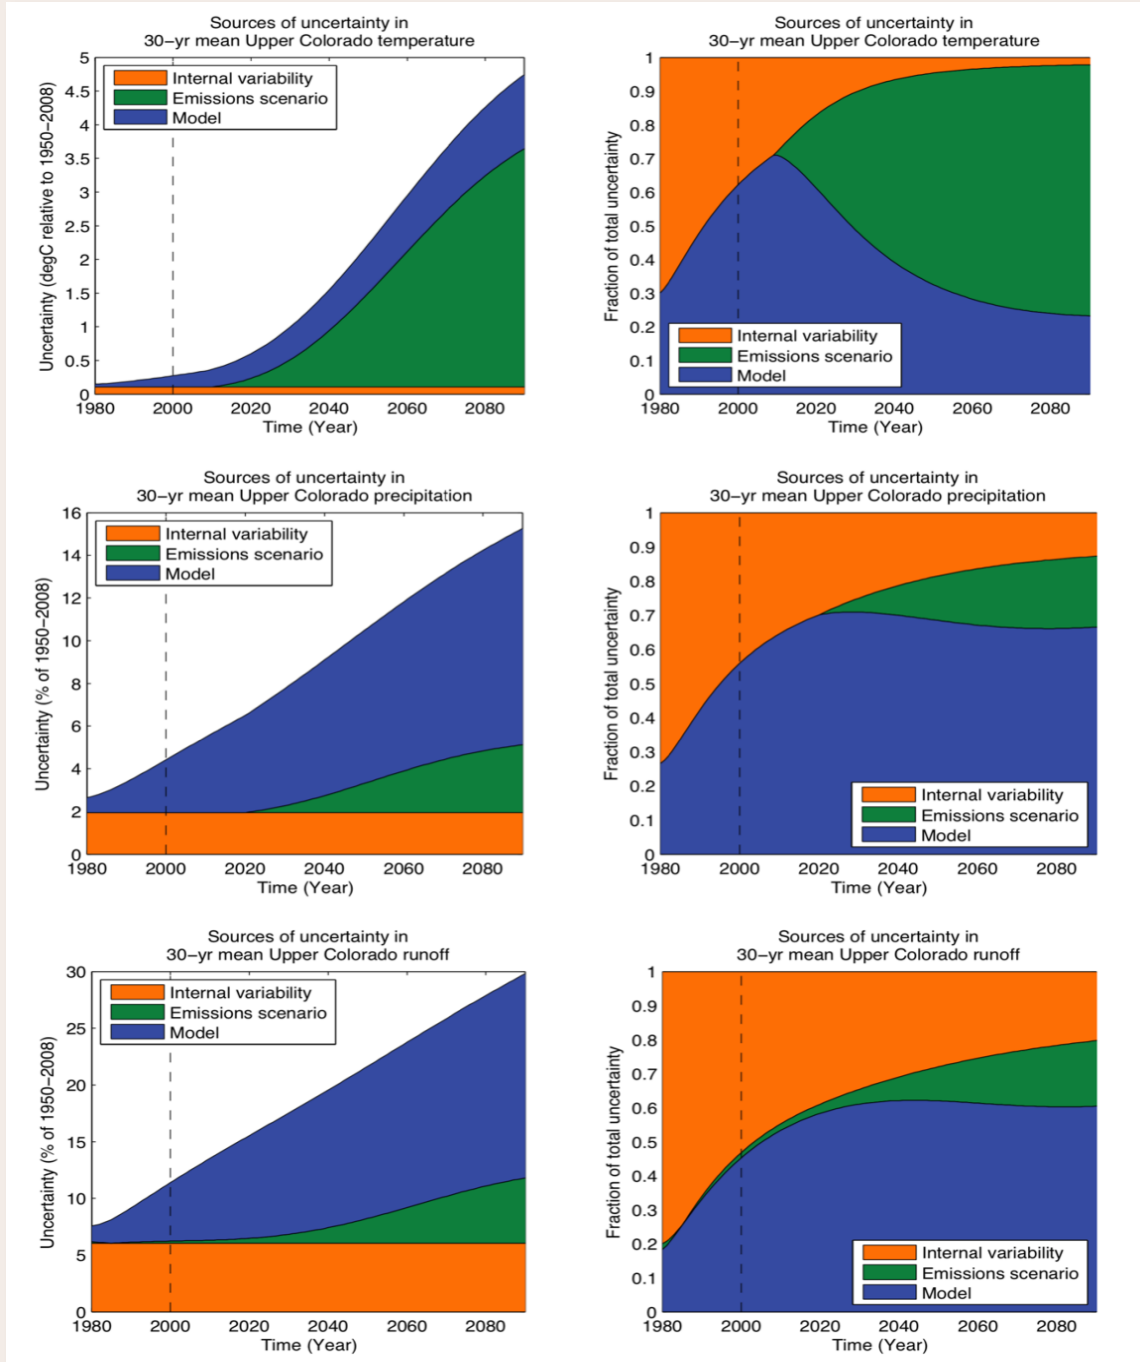 Sources of uncertainty in
30−yr mean Upper Colorado temperature
Uncertainty (degC relative to 1950−2008)
5
4.5
4
3.5
3
2.5
2
1.5
1
0.5
0
Internal variability
Emissions scenario
Model
1980 2000 2020 2040 2060 2080
Time (Year)
Sources of uncertainty in
30−yr mean Upper Colorado temperature
Fraction of total uncertainty
1
0.9
0.8
0.7
0.6
0.5
0.4
0.3
0.2
0.1
0
Internal variability
Emissions scenario
Model
1980 2000 2020 2040 2060 2080
Time (Year)
Sources of uncertainty in
30−yr mean Upper Colorado precipitation
Uncertainty (% of 1950−2008)
16
14
12
10
8
6
4
2
0
Internal variability
Emissions scenario
Model
1980 2000 2020 2040 2060 2080
Time (Year)
Sources of uncertainty in
30−yr mean Upper Colorado precipitation
Fraction of total uncertainty
1
0.9
0.8
0.7
0.6
0.5
0.4
0.3
0.2
0.1
0
Internal variability
Emissions scenario
Model
1980 2000 2020 2040 2060 2080
Time (Year)
Sources of uncertainty in
30−yr mean Upper Colorado runoff
Uncertainty (% of 1950−2008)
30
25
20
15
10
5
0
Internal variability
Emissions scenario
Model
1980 2000 2020 2040 2060 2080
Time (Year)
Sources of uncertainty in
30−yr mean Upper Colorado runoff
Fraction of total uncertainty
1
0.9
0.8
0.7
0.6
0.5
0.4
0.3
0.2
0.1
0
Internal variability
Emissions scenario
Model
1980 2000 2020 2040 2060 2080
Time (Year)